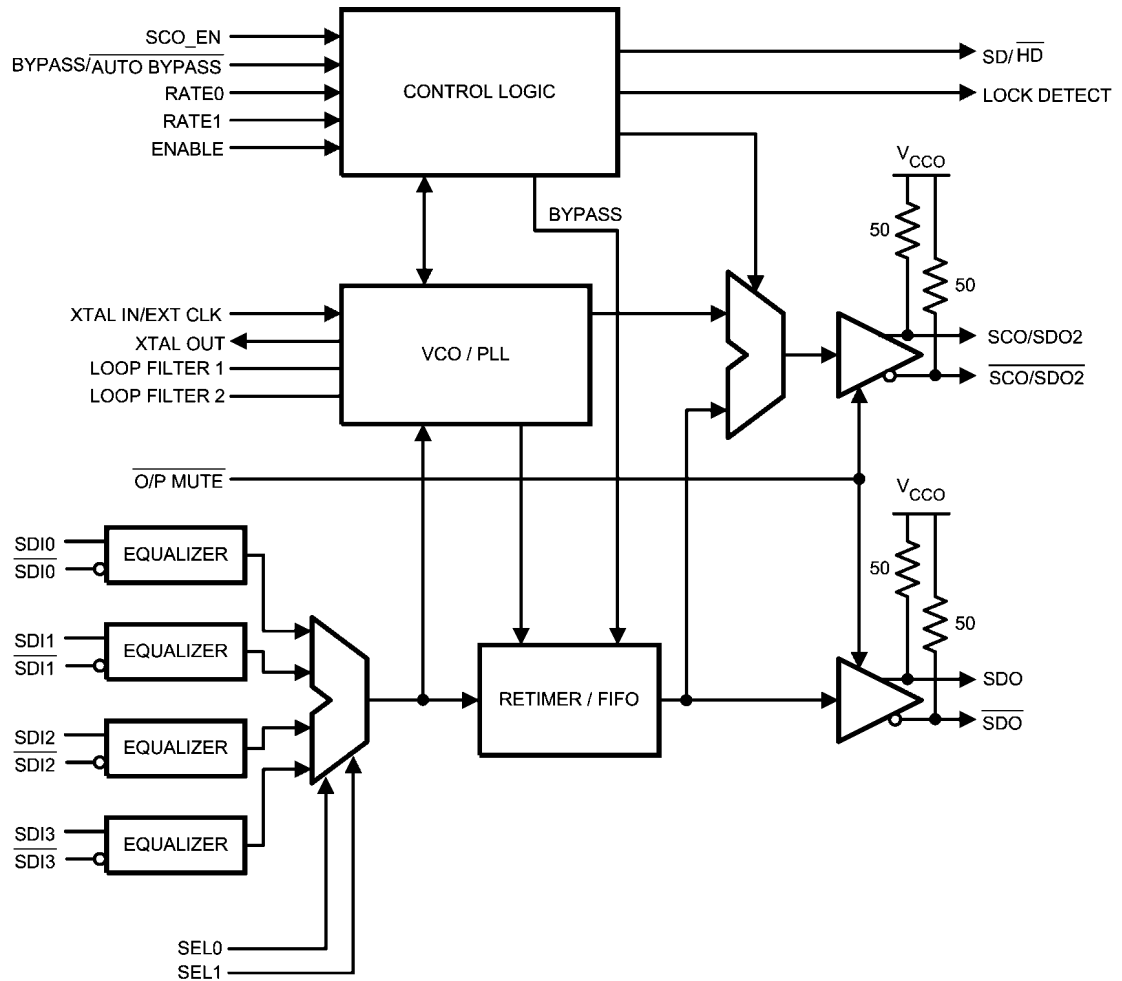 SCO_EN
BYPASS/AUTO BYPASS
RATE0
RATE1
ENABLE
CONTROL LOGIC
SD/HD
LOCK DETECT
BYPASS
VCCO
50
50
XTAL IN/EXT CLK
XTAL OUT
LOOP FILTER 1
LOOP FILTER 2
VCO / PLL
SCO/SDO2
SCO/SDO2
O/P MUTE
VCCO
50
50
SDI0
SDI0
EQUALIZER
SDI1
SDI1
EQUALIZER
SDI2
SDI2
EQUALIZER
SDI3
SDI3
EQUALIZER
RETIMER / FIFO
SDO
SDO
SEL0
SEL1